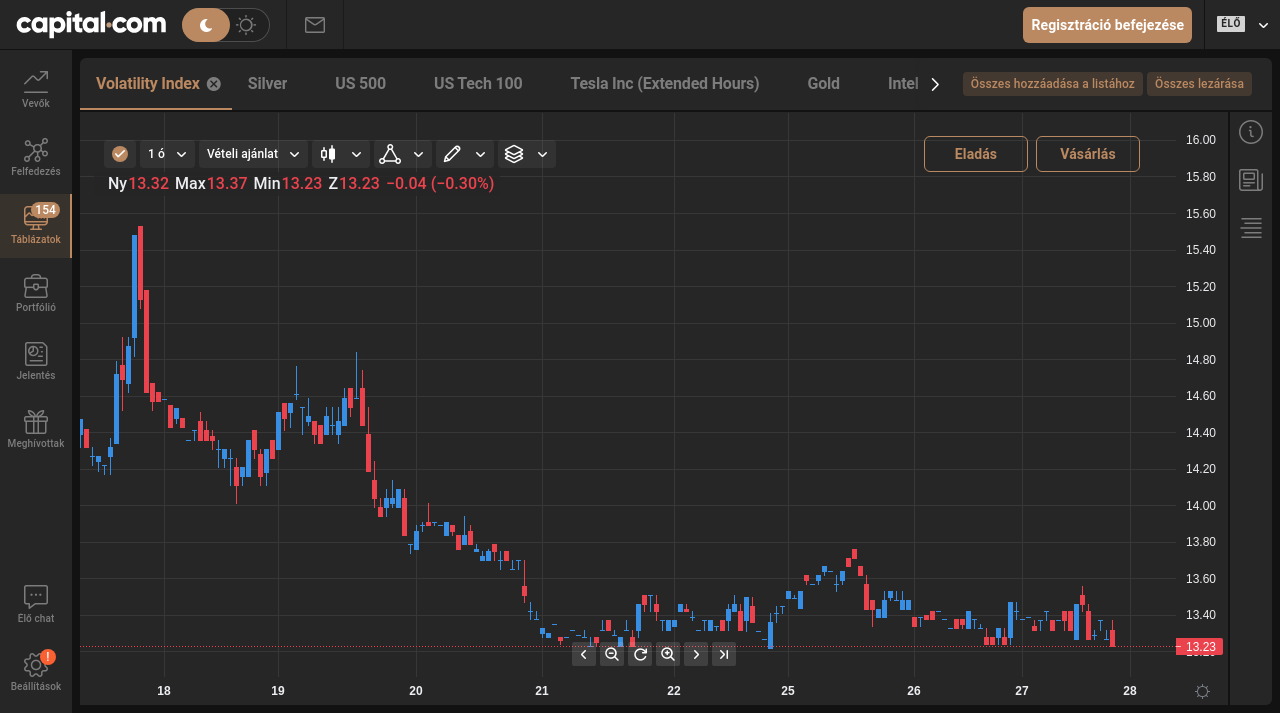 capital.com
Regisztráció befejezése
ÉLŐ
Vevők
Felfedezés
154
Táblázatok
Portfólió
Jelentés
Meghívottak
Élő chat
!
Beállítások
Volatility Index
Silver
US 500
US Tech 100
Tesla Inc (Extended Hours)
Gold
Intel
Összes hozzáadása a listához
Összes lezárása
1 ó
Vételi ajánlat
Eladás
Vásárlás
Ny13.32 Max13.37 Min13.23 Z13.23 −0.04 (−0.30%)
16.00
15.80
15.60
15.40
15.20
15.00
14.80
14.60
14.40
14.20
14.00
13.80
13.60
13.40
13.23
18 19 20 21 22 25 26 27 28